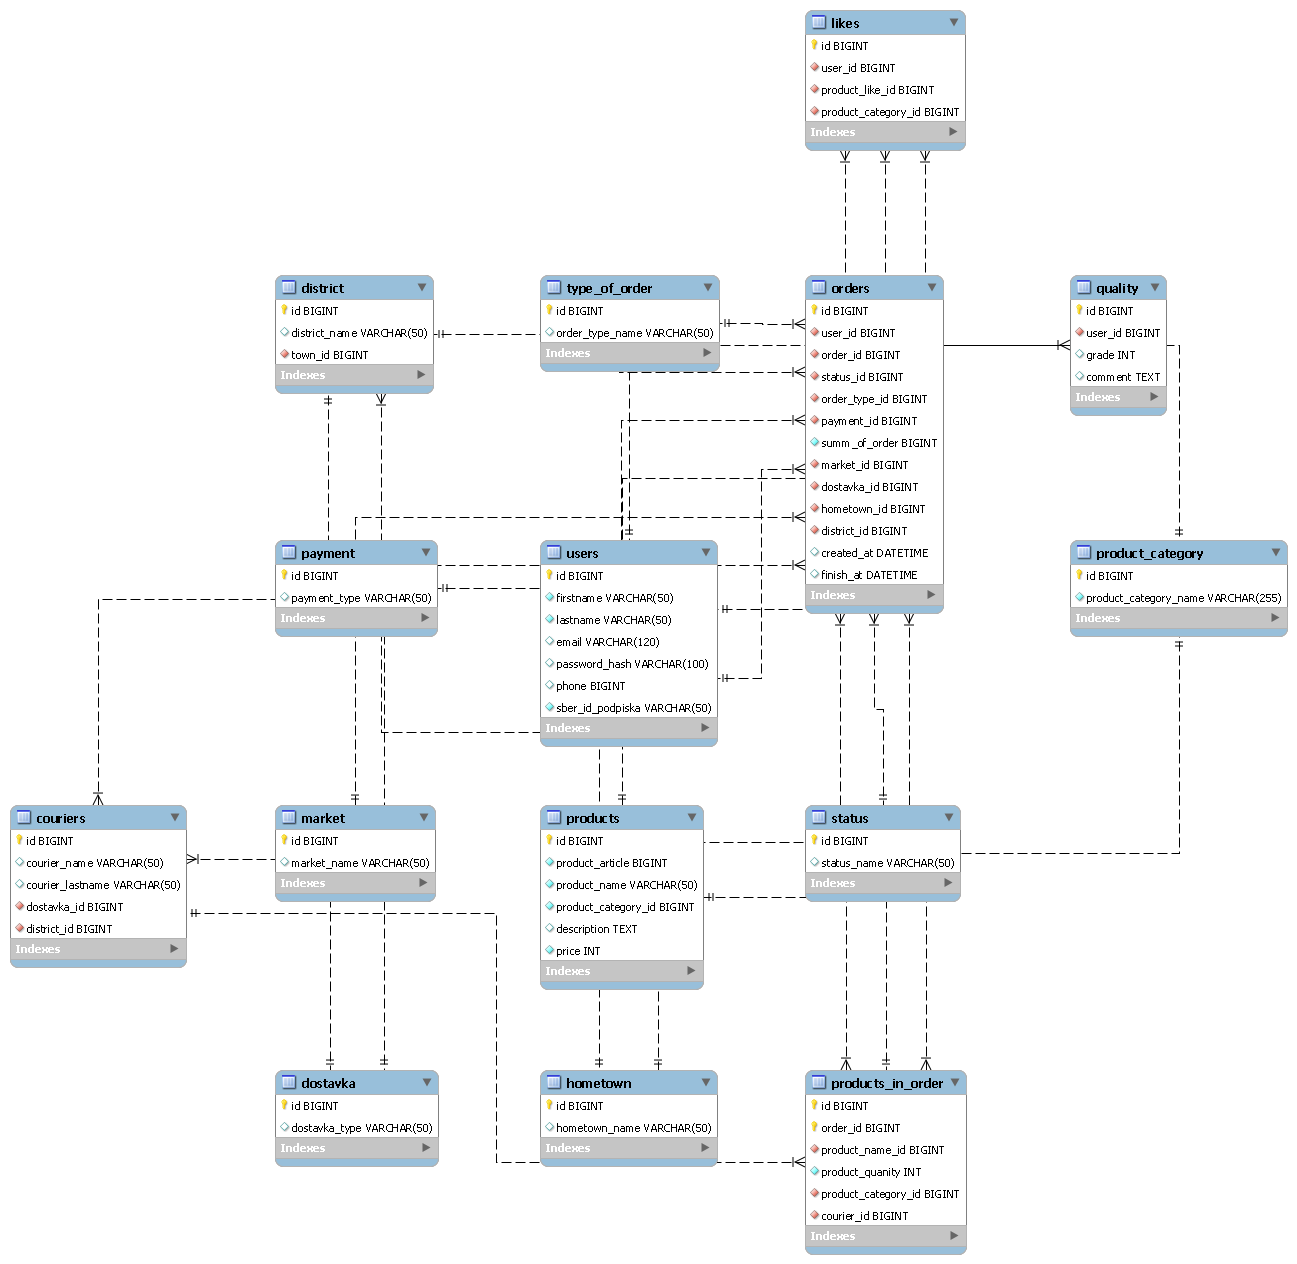 likes
id BIGINT
user_id BIGINT
product_like_id BIGINT
product_category_id BIGINT
Indexes
district
id BIGINT
district_name VARCHAR(50)
town_id BIGINT
Indexes
type_of_order
id BIGINT
order_type_name VARCHAR(50)
Indexes
orders
id BIGINT
user_id BIGINT
order_id BIGINT
status_id BIGINT
order_type_id BIGINT
payment_id BIGINT
summ_of_order BIGINT
market_id BIGINT
dostavka_id BIGINT
hometown_id BIGINT
district_id BIGINT
created_at DATETIME
finish_at DATETIME
Indexes
quality
id BIGINT
user_id BIGINT
grade INT
comment TEXT
Indexes
payment
id BIGINT
payment_type VARCHAR(50)
Indexes
users
id BIGINT
firstname VARCHAR(50)
lastname VARCHAR(50)
email VARCHAR(120)
password_hash VARCHAR(100)
phone BIGINT
sber_id_podpiska VARCHAR(50)
Indexes
product_category
id BIGINT
product_category_name VARCHAR(255)
Indexes
couriers
id BIGINT
courier_name VARCHAR(50)
courier_lastname VARCHAR(50)
dostavka_id BIGINT
district_id BIGINT
Indexes
market
id BIGINT
market_name VARCHAR(50)
Indexes
products
id BIGINT
product_article BIGINT
product_name VARCHAR(50)
product_category_id BIGINT
description TEXT
price INT
Indexes
status
id BIGINT
status_name VARCHAR(50)
Indexes
dostavka
id BIGINT
dostavka_type VARCHAR(50)
Indexes
hometown
id BIGINT
hometown_name VARCHAR(50)
Indexes
products_in_order
id BIGINT
order_id BIGINT
product_name_id BIGINT
product_quanity INT
product_category_id BIGINT
courier_id BIGINT
Indexes